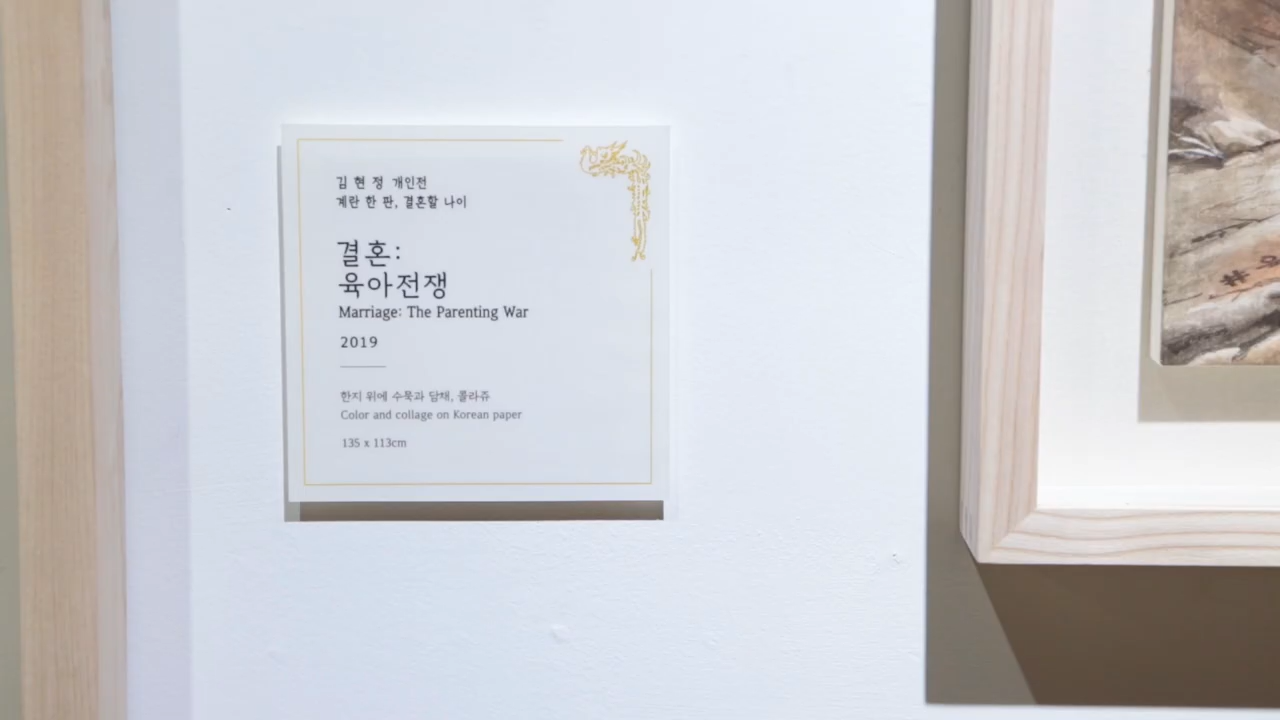 김 현 정 개인전
계란 한 판, 결혼할 나이
결혼:
육아전쟁
Marriage: The Parenting War
2019
한지 위에 수묵과 담채, 콜라쥬
Color and collage on Korean paper
135 x 113cm